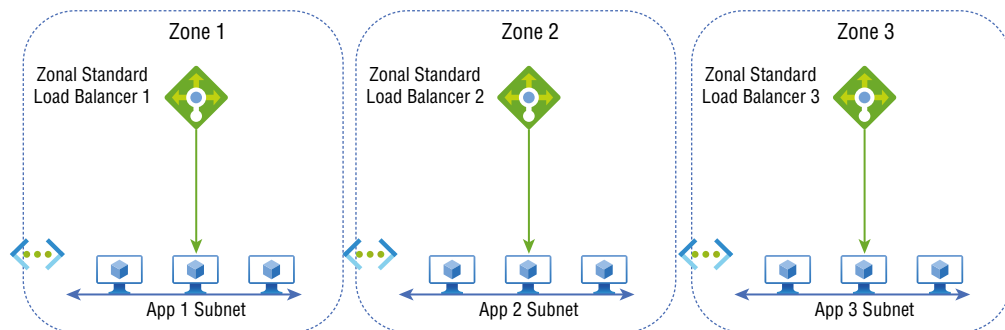 Zone 1
Zonal Standard
Load Balancer 1
App 1 Subnet
Zone 2
Zonal Standard
Load Balancer 2
App 2 Subnet
Zone 3
Zonal Standard
Load Balancer 3
App 3 Subnet